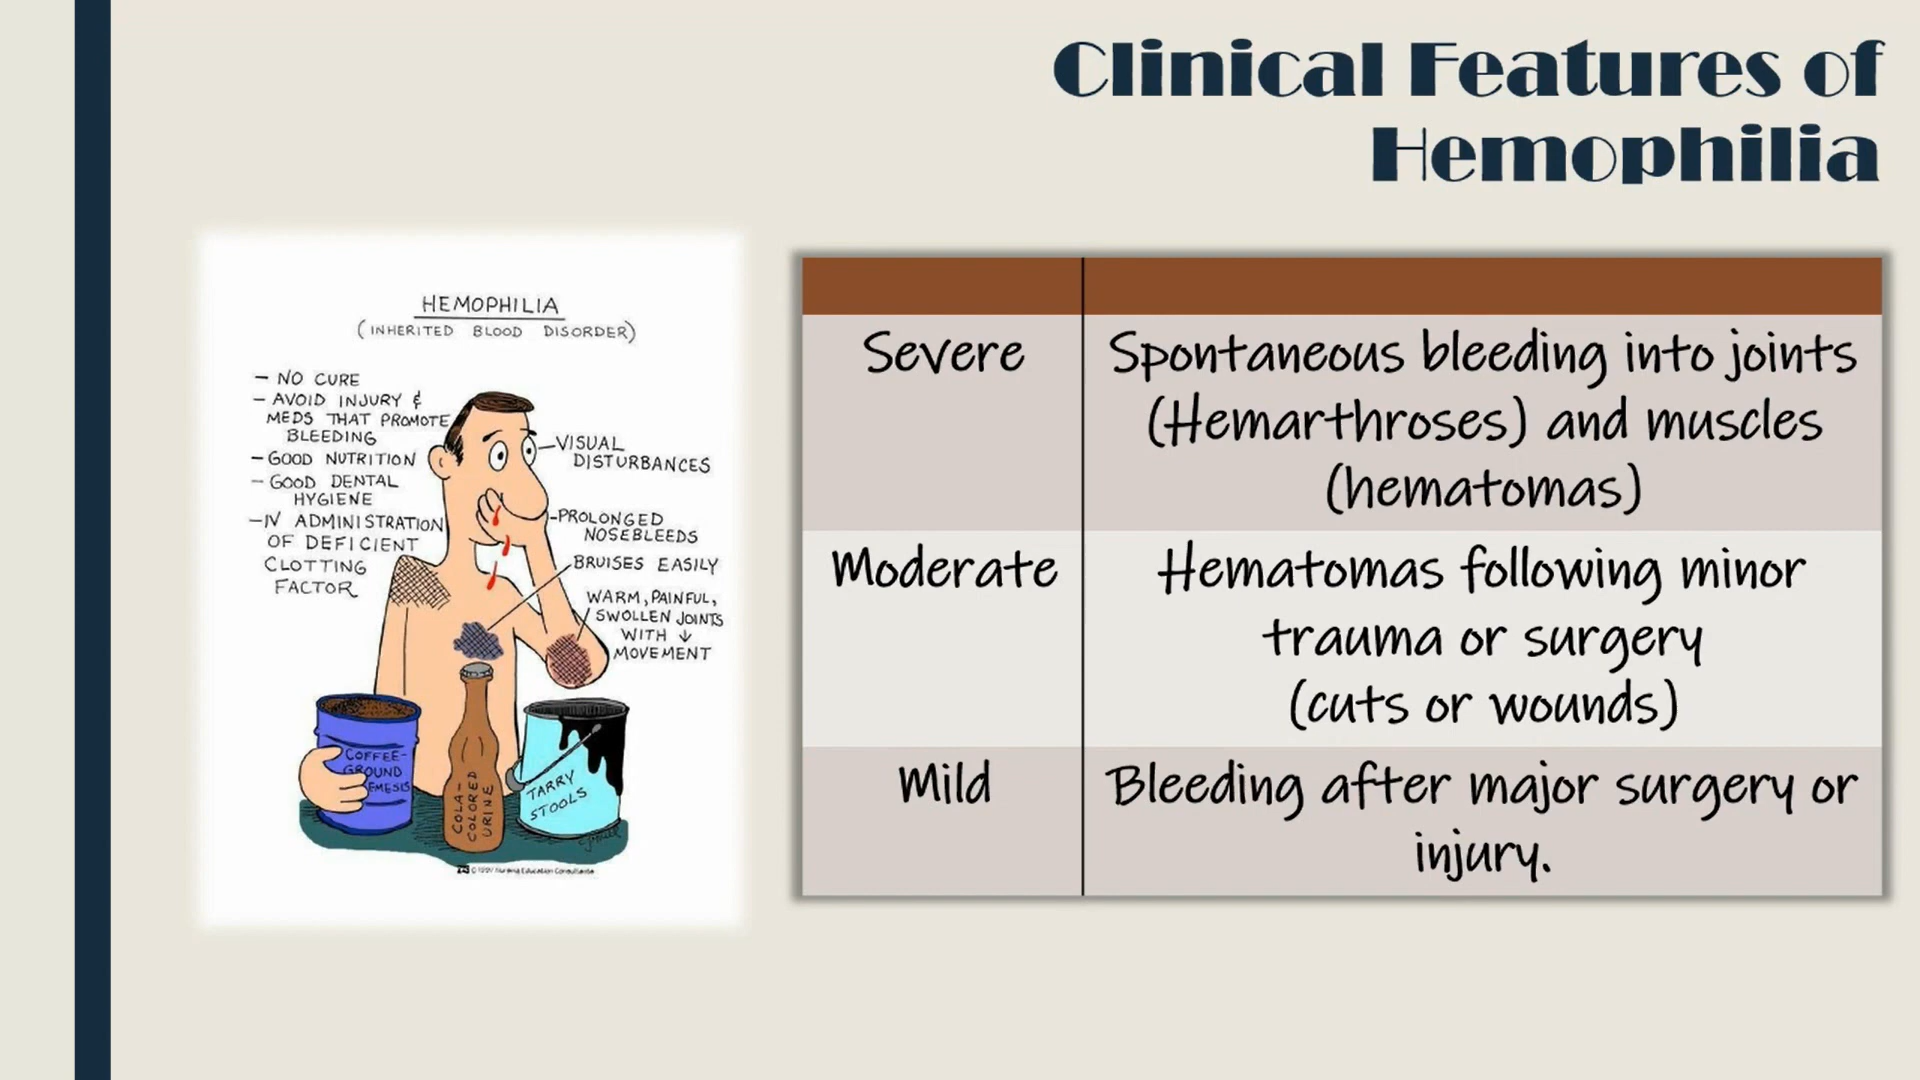 Clinical Features of
Hemophilia
HEMOPHILIA
(INHERITED BLOOD DISORDER)
- NO CURE
- AVOID INJURY &
MEDS THAT PROMOTE
BLEEDING
- GOOD NUTRITION
- GOOD DENTAL
HYGIENE
- IV ADMINISTRATION
OF DEFICIENT
CLOTTING
FACTOR
VISUAL
DISTURBANCES
PROLONGED
NOSEBLEEDS
BRUISES EASILY
WARM, PAINFUL,
SWOLLEN JOINTS
WITH ↓
MOVEMENT
COFFEE-
GROUND
EMESIS
COLA-
COLORED
URINE
TARRY
STOOLS
Nursing Education Consultants
Severe
Spontaneous bleeding into joints
(Hemarthroses) and muscles
(hematomas)
Moderate
Hematomas following minor
trauma or surgery
(cuts or wounds)
Mild
Bleeding after major surgery or
injury.